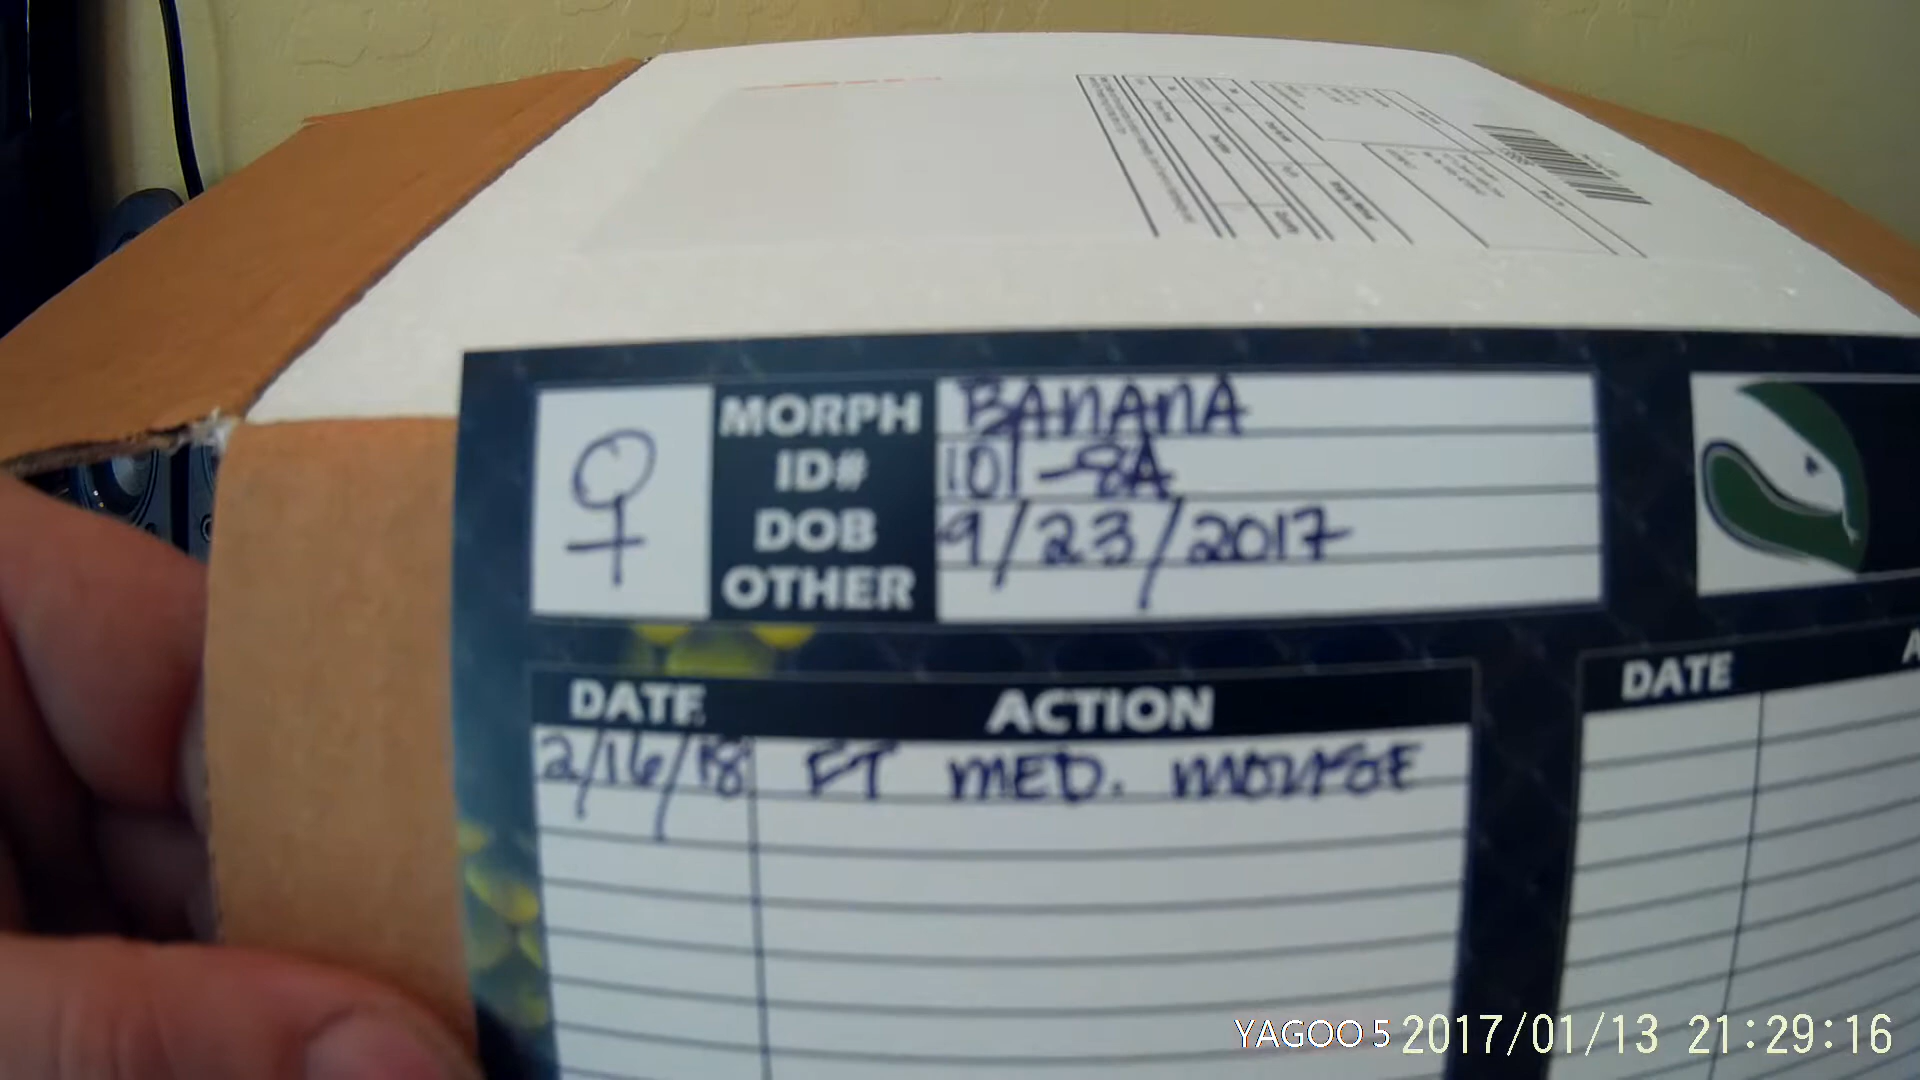 ♀
MORPH BANANA
ID# 101-8A
DOB 9/23/2017
OTHER
DATE ACTION
DATE
2/16/18 FT MED. MOUSE
YAGOO 5 2017/01/13 21:29:16